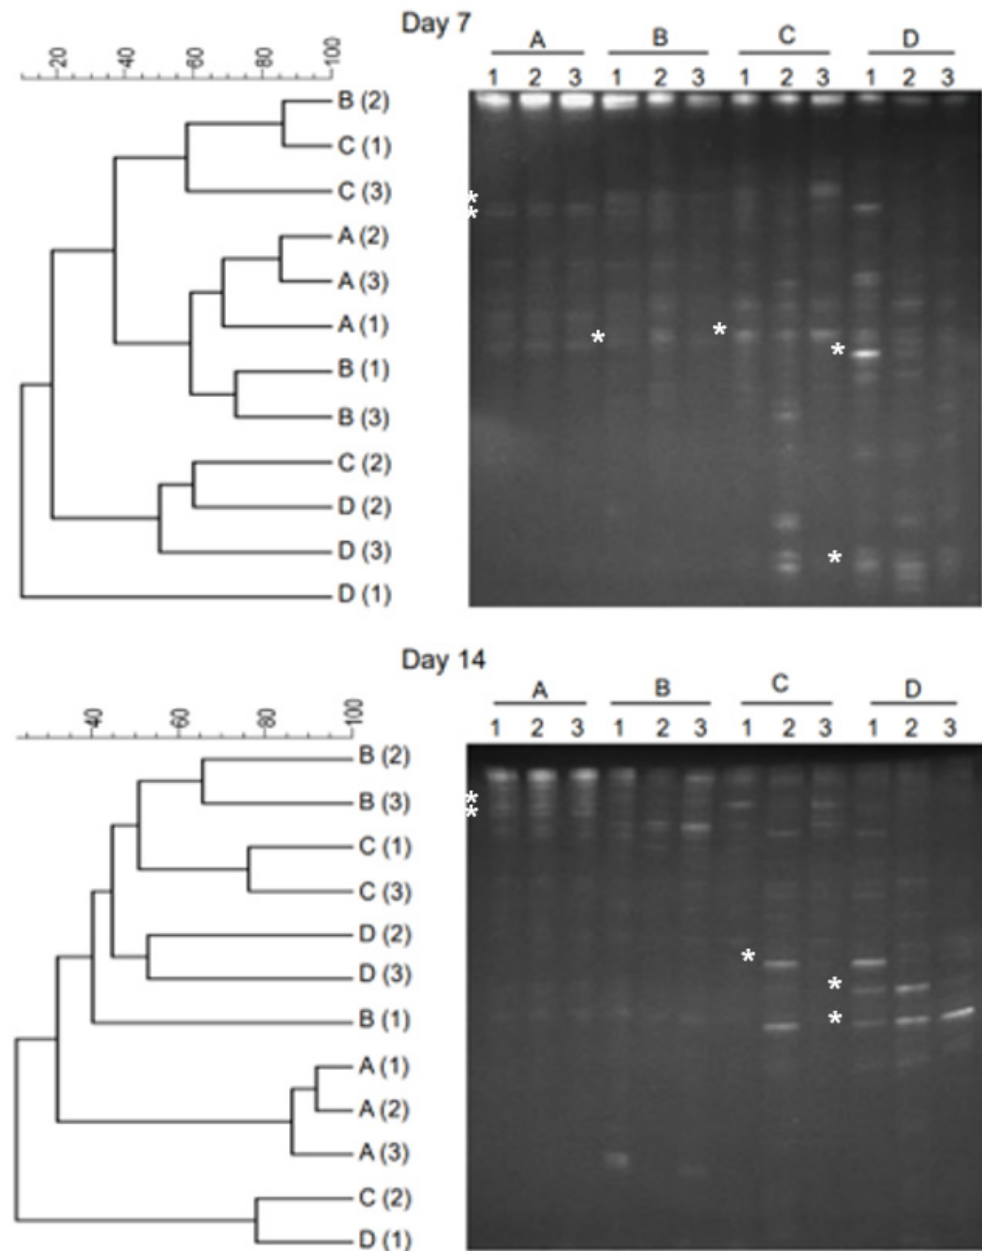 Day 7
20 40 60 80 100
A B C D
1 2 3 1 2 3 1 2 3 1 2 3
B (2)
C (1)
C (3)
A (2)
A (3)
A (1)
B (1)
B (3)
C (2)
D (2)
D (3)
D (1)
*
*
* *
*
*
Day 14
40 60 80 100
A B C D
1 2 3 1 2 3 1 2 3 1 2 3
B (2)
B (3)
C (1)
C (3)
D (2)
D (3)
B (1)
A (1)
A (2)
A (3)
C (2)
D (1)
*
*
*
*
*